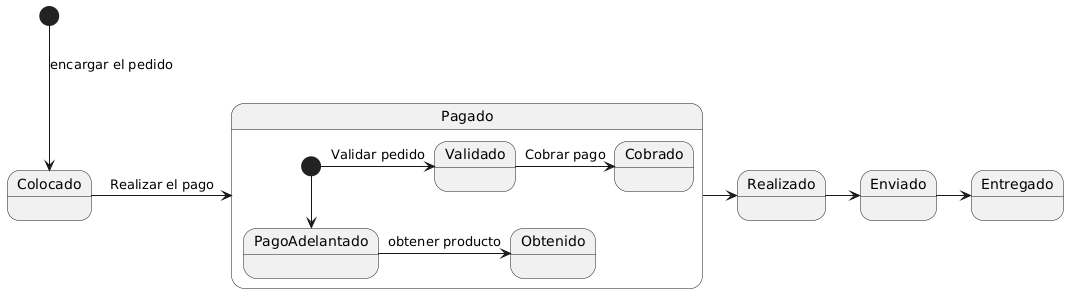 encargar el pedido
Colocado
Realizar el pago
Pagado
Validar pedido
Validado
Cobrar pago
Cobrado
PagoAdelantado
obtener producto
Obtenido
Realizado
Enviado
Entregado